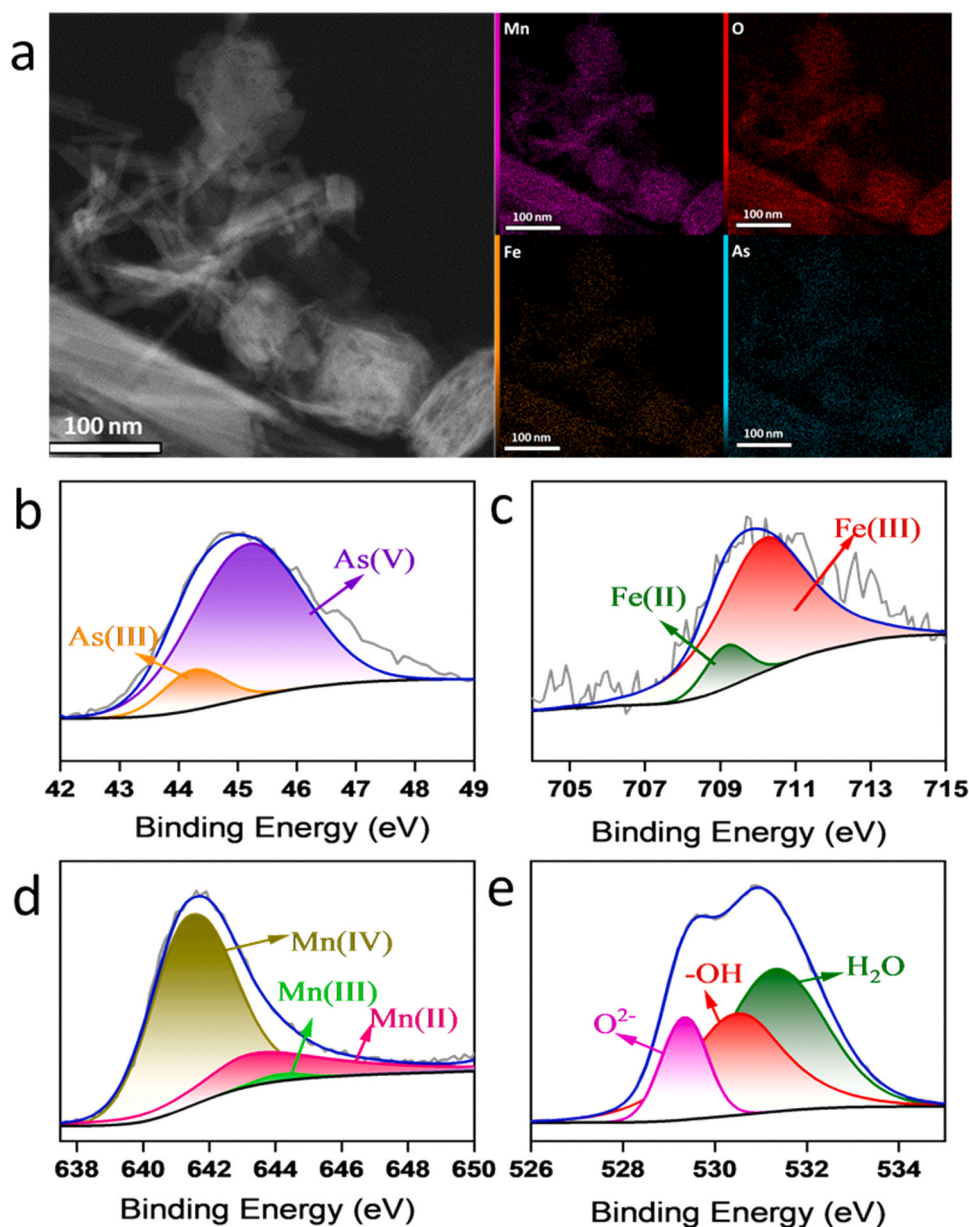 a
100 nm
Mn
100 nm
O
100 nm
Fe
100 nm
As
100 nm
b
As(V)
As(III)
42 43 44 45 46 47 48 49
Binding Energy (eV)
c
Fe(III)
Fe(II)
705 707 709 711 713 715
Binding Energy (eV)
d
Mn(IV)
Mn(III)
Mn(II)
638 640 642 644 646 648 650
Binding Energy (eV)
e
H₂O
-OH
O²⁻
526 528 530 532 534
Binding Energy (eV)